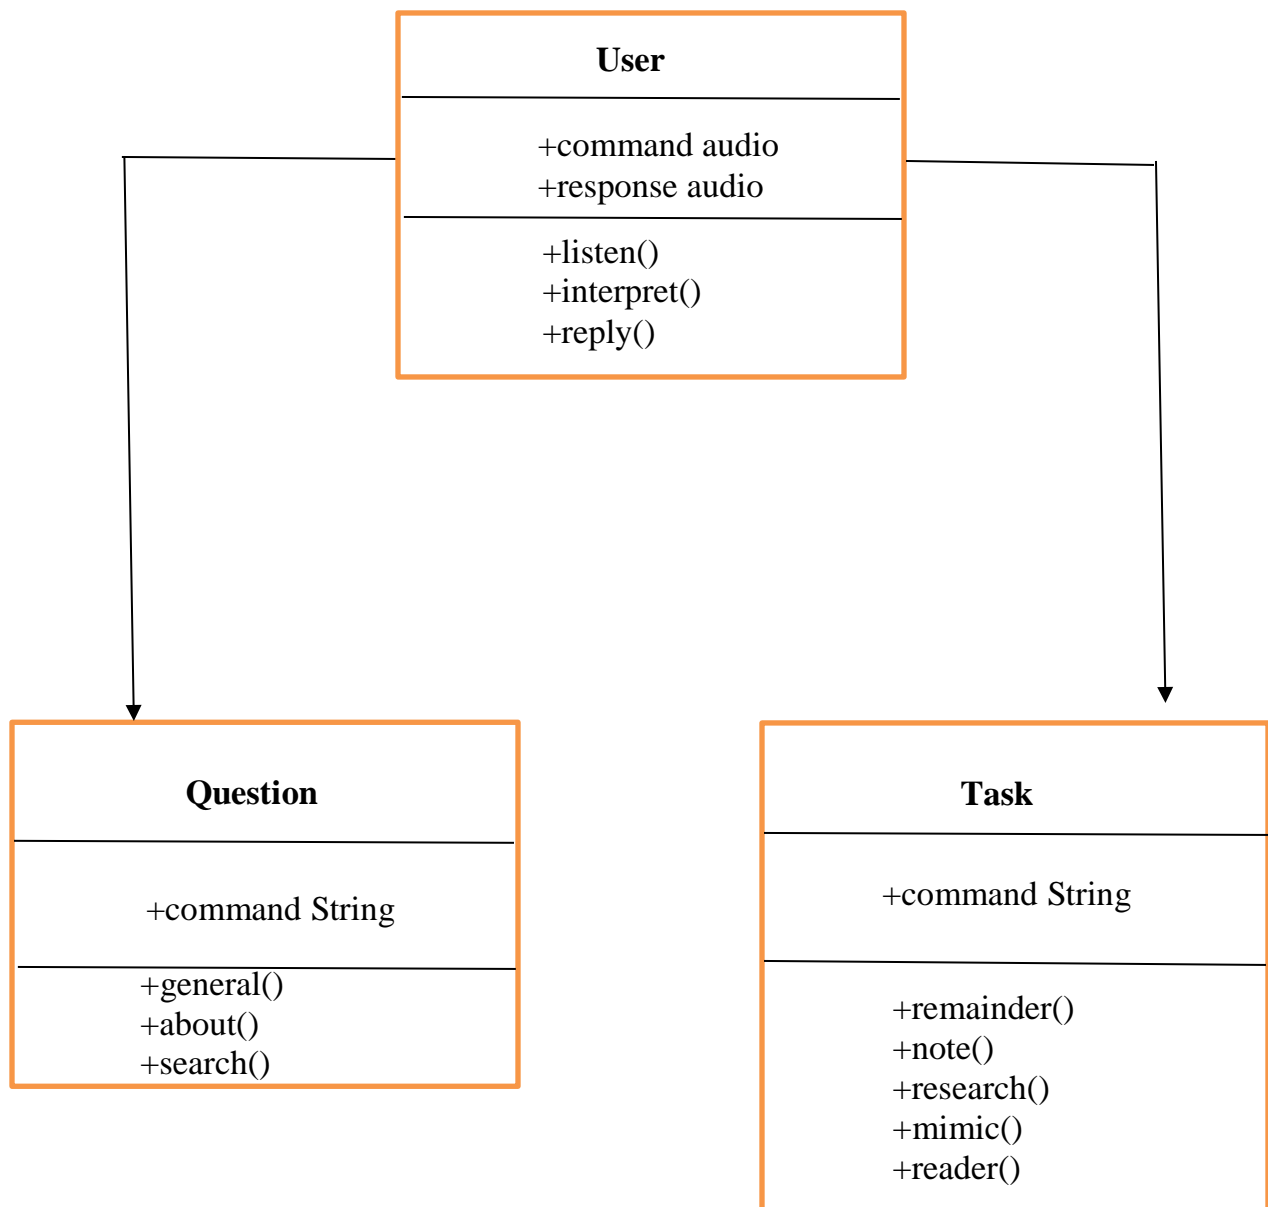 User
+command audio
+response audio
+listen()
+interpret()
+reply()
Question
+command String
+general()
+about()
+search()
Task
+command String
+remainder()
+note()
+research()
+mimic()
+reader()